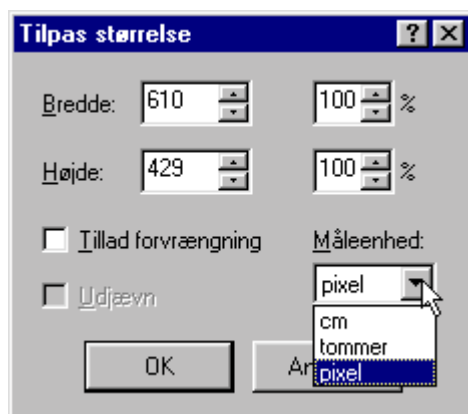 Tilpas størrelse
Bredde: 610 100 %
Højde: 429 100 %
Tillad forvrængning Måleenhed:
Udjævn pixel
cm
tommer
OK pixel